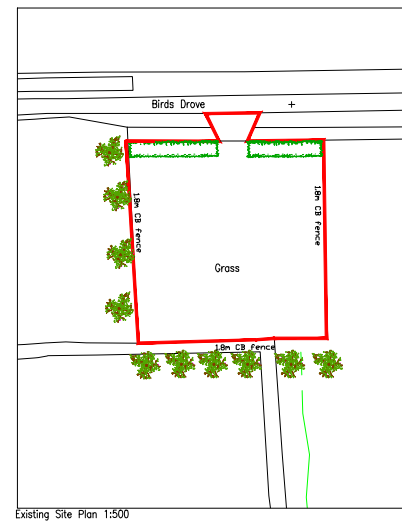 Birds Drove
1.8m CB fence
1.8m CB fence
Grass
1.8m CB fence
Existing Site Plan 1:500